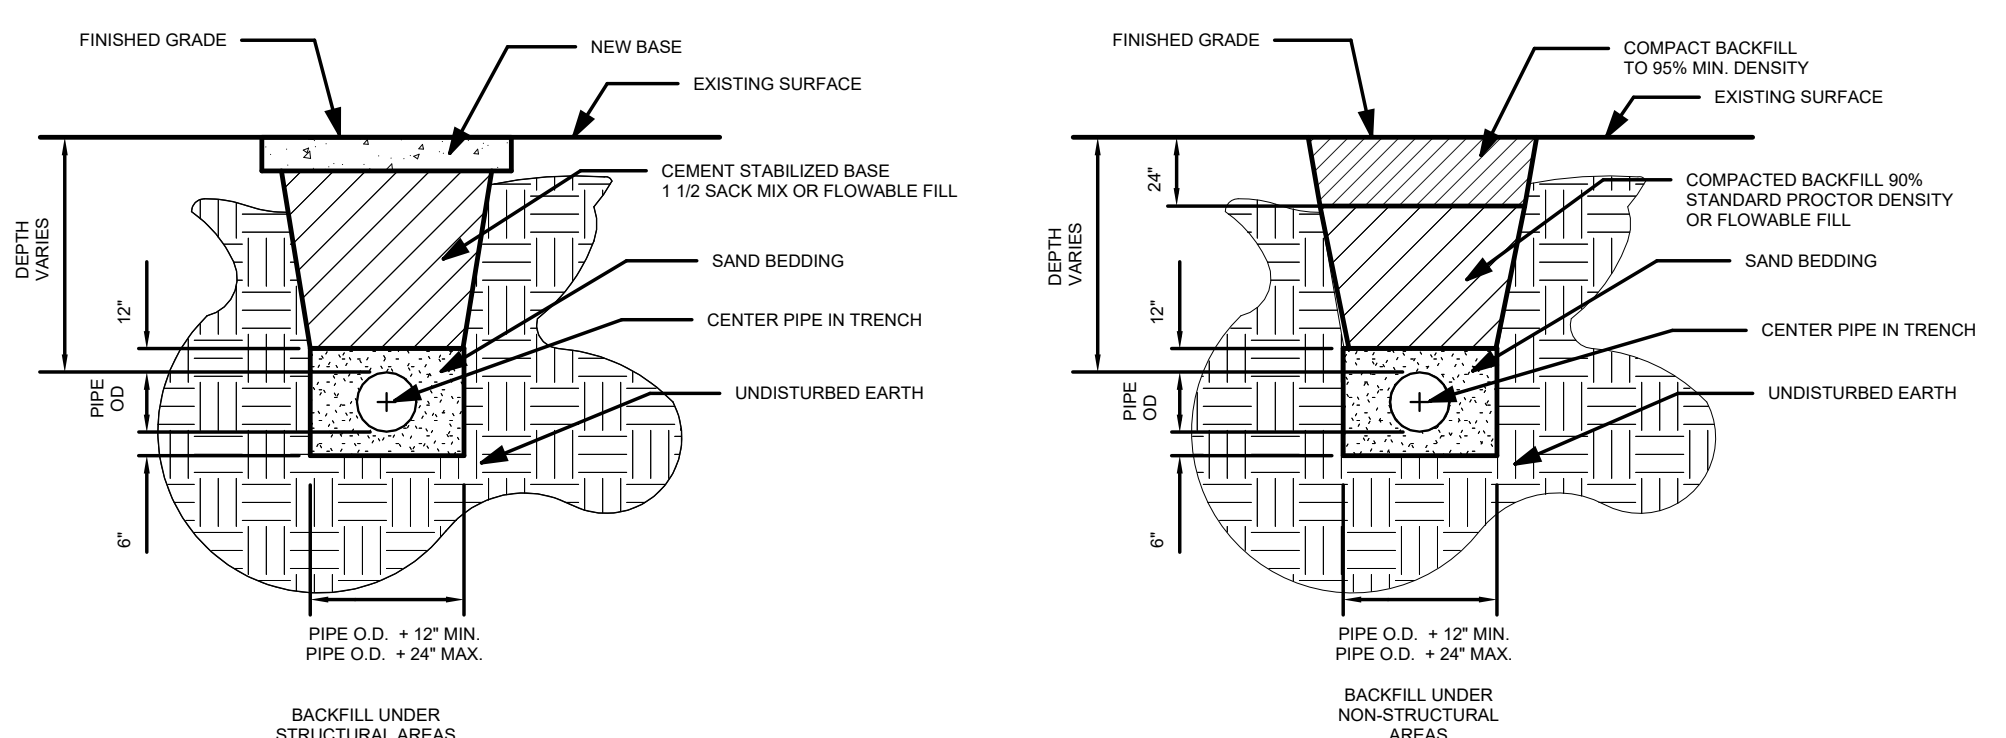 FINISHED GRADE
NEW BASE
EXISTING SURFACE
CEMENT STABILIZED BASE
1 1/2 SACK MIX OR FLOWABLE FILL
DEPTH
VARIES
SAND BEDDING
12"
CENTER PIPE IN TRENCH
PIPE
OD
UNDISTURBED EARTH
6"
PIPE O.D. + 12" MIN.
PIPE O.D. + 24" MAX.
BACKFILL UNDER
STRUCTURAL AREAS
FINISHED GRADE
COMPACT BACKFILL
TO 95% MIN. DENSITY
EXISTING SURFACE
24"
COMPACTED BACKFILL 90%
STANDARD PROCTOR DENSITY
OR FLOWABLE FILL
DEPTH
VARIES
SAND BEDDING
12"
CENTER PIPE IN TRENCH
PIPE
OD
UNDISTURBED EARTH
6"
PIPE O.D. + 12" MIN.
PIPE O.D. + 24" MAX.
BACKFILL UNDER
NON-STRUCTURAL
AREAS